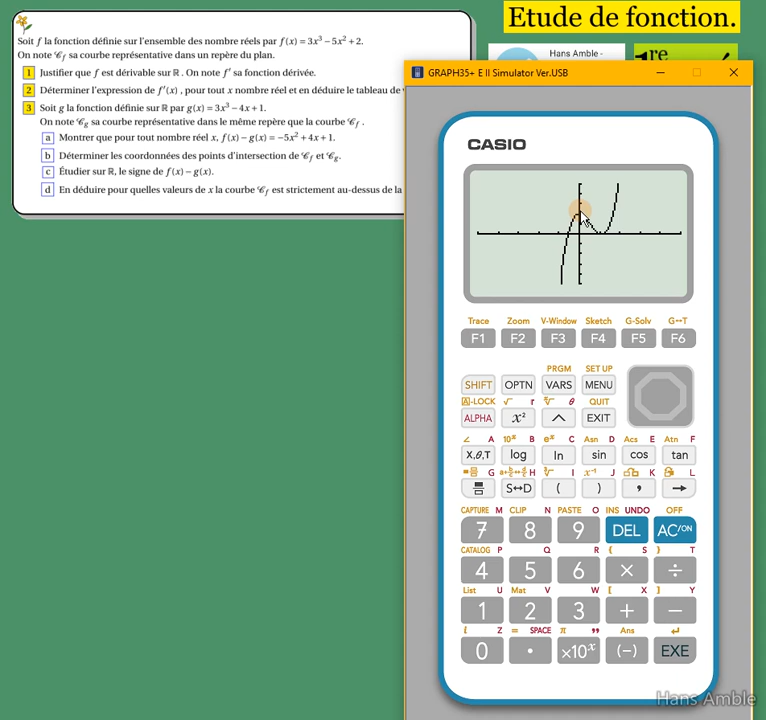 Etude de fonction.
Soit f la fonction définie sur l'ensemble des nombre réels par f(x) = 3x³ − 5x² + 2.
On note 𝒞f sa courbe représentative dans un repère du plan.
1 Justifier que f est dérivable sur ℝ. On note f′ sa fonction dérivée.
2 Déterminer l'expression de f′(x), pour tout x nombre réel et en déduire le tableau de
3 Soit g la fonction définie sur ℝ par g(x) = 3x³ − 4x + 1.
On note 𝒞g sa courbe représentative dans le même repère que la courbe 𝒞f.
a Montrer que pour tout nombre réel x, f(x) − g(x) = −5x² + 4x + 1.
b Déterminer les coordonnées des points d'intersection de 𝒞f et 𝒞g.
c Étudier sur ℝ, le signe de f(x) − g(x).
d En déduire pour quelles valeurs de x la courbe 𝒞f est strictement au-dessus de la
Hans Amble -
1re
GRAPH35+ E II Simulator Ver.USB
CASIO
Trace Zoom V-Window Sketch G-Solv G↔T
F1 F2 F3 F4 F5 F6
PRGM SET UP
SHIFT OPTN VARS MENU
A-LOCK √ r θ QUIT
ALPHA x² ^ EXIT
∠ A 10ˣ B eˣ C Asn D Acs E Atn F
X,θ,T log ln sin cos tan
G H I x⁻¹ J K L
S↔D ( ) , →
CAPTURE M CLIP N PASTE O INS UNDO OFF
7 8 9 DEL AC/ON
CATALOG P Q R { S } T
4 5 6 × ÷
List U Mat V W [ X ] Y
1 2 3 + −
i Z = SPACE π " Ans ↵
0 . ×10ˣ (−) EXE
Hans Amble